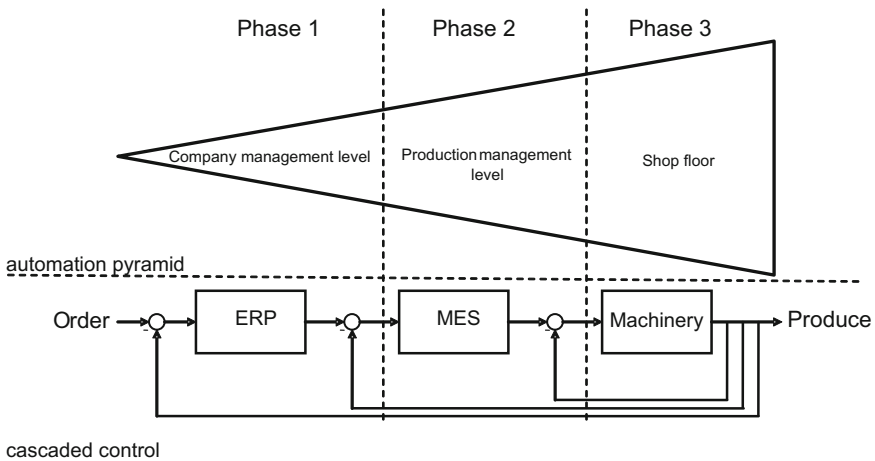 Phase 1 Phase 2 Phase 3
Company management level
Production management
level
Shop floor
automation pyramid
Order
-
ERP
-
MES
-
Machinery
Produce
cascaded control